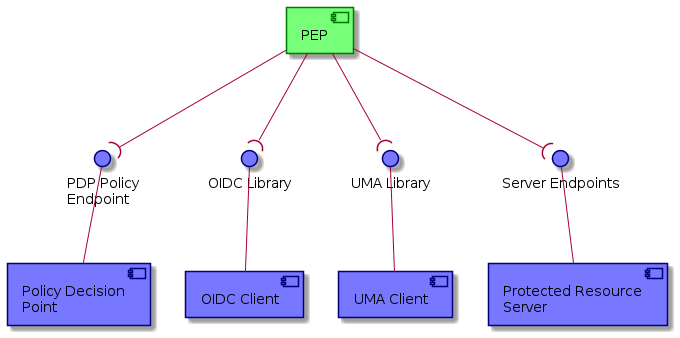 PEP
PDP Policy
Endpoint
OIDC Library
UMA Library
Server Endpoints
Policy Decision
Point
OIDC Client
UMA Client
Protected Resource
Server